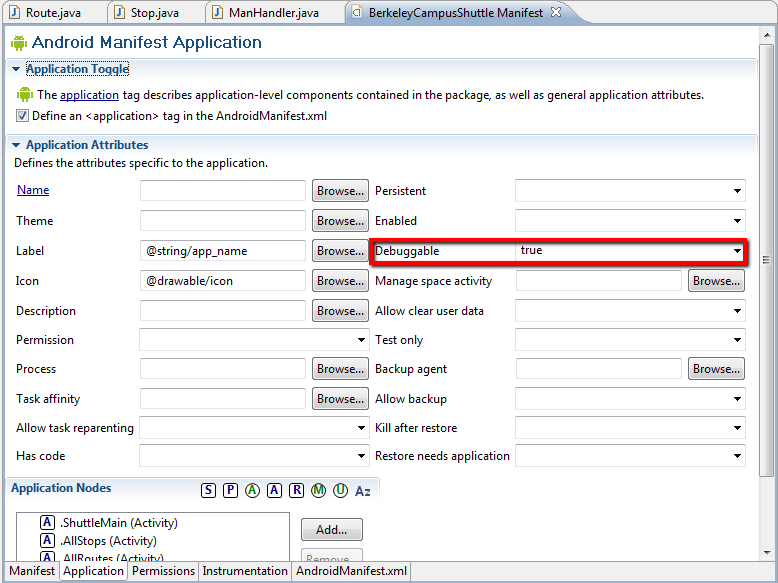 Route.java Stop.java ManHandler.java BerkeleyCampusShuttle Manifest
Android Manifest Application
Application Toggle
The application tag describes application-level components contained in the package, as well as general application attributes.
Define an <application> tag in the AndroidManifest.xml
Application Attributes
Defines the attributes specific to the application.
Name Browse... Persistent
Theme Browse... Enabled
Label @string/app_name Browse... Debuggable true
Icon @drawable/icon Browse... Manage space activity Browse...
Description Browse... Allow clear user data
Permission Test only
Process Browse... Backup agent Browse...
Task affinity Browse... Allow backup
Allow task reparenting Kill after restore
Has code Restore needs application
Application Nodes S P A A R M U Az
A .ShuttleMain (Activity)
A .AllStops (Activity) Add...
A .AllRoutes (Activity) Remove...
Manifest Application Permissions Instrumentation AndroidManifest.xml